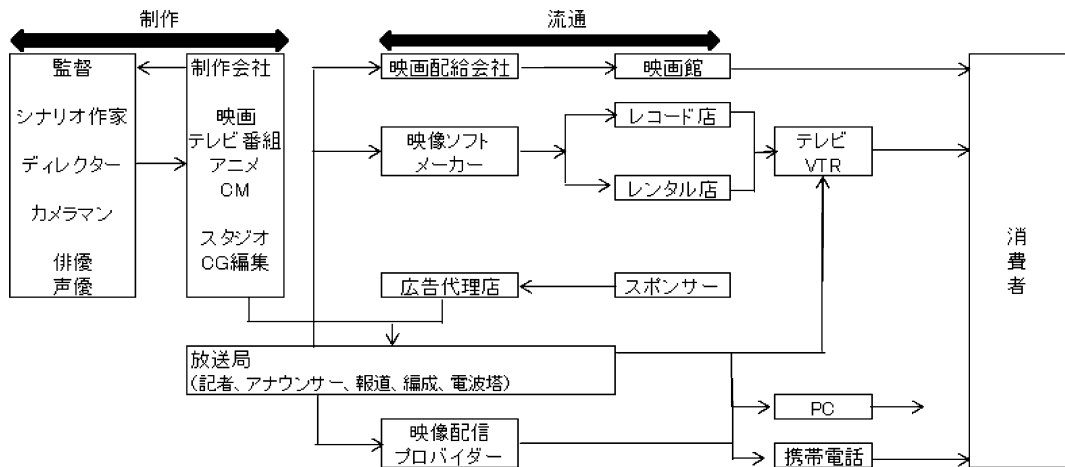 制作
流通
監督
シナリオ作家
ディレクター
カメラマン
俳優
声優
制作会社
映画
テレビ番組
アニメ
CM
スタジオ
CG編集
映画配給会社
映画館
映像ソフト
メーカー
レコード店
レンタル店
テレビ
VTR
広告代理店
スポンサー
放送局
(記者、アナウンサー、報道、編成、電波塔)
映像配信
プロバイダー
PC
携帯電話
消
費
者